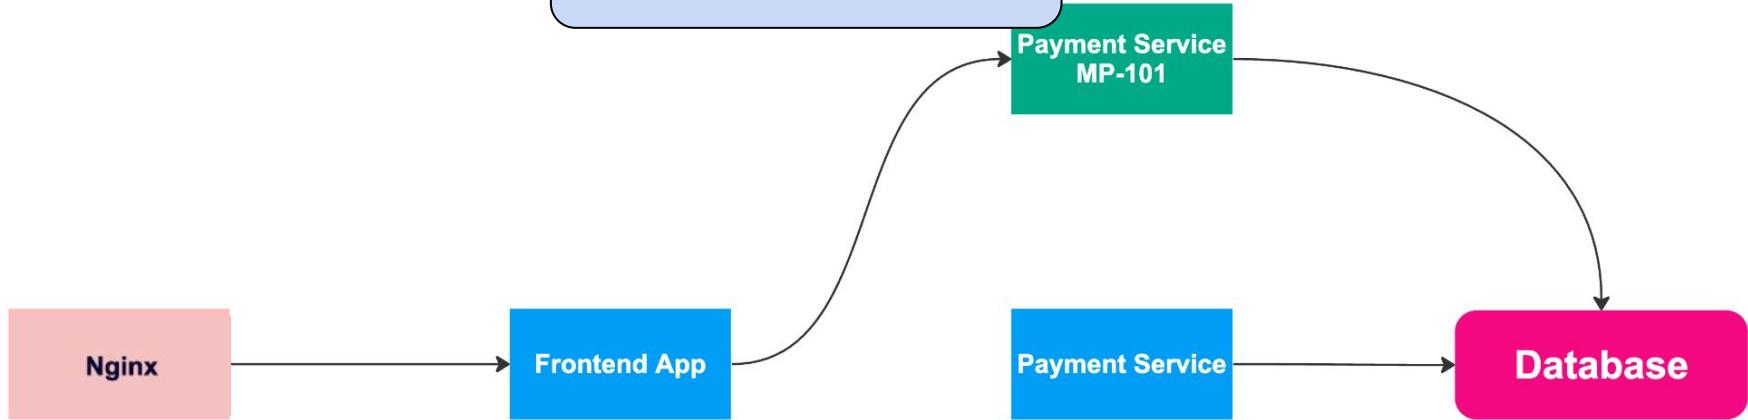 Payment Service
MP-101
Nginx
Frontend App
Payment Service
Database